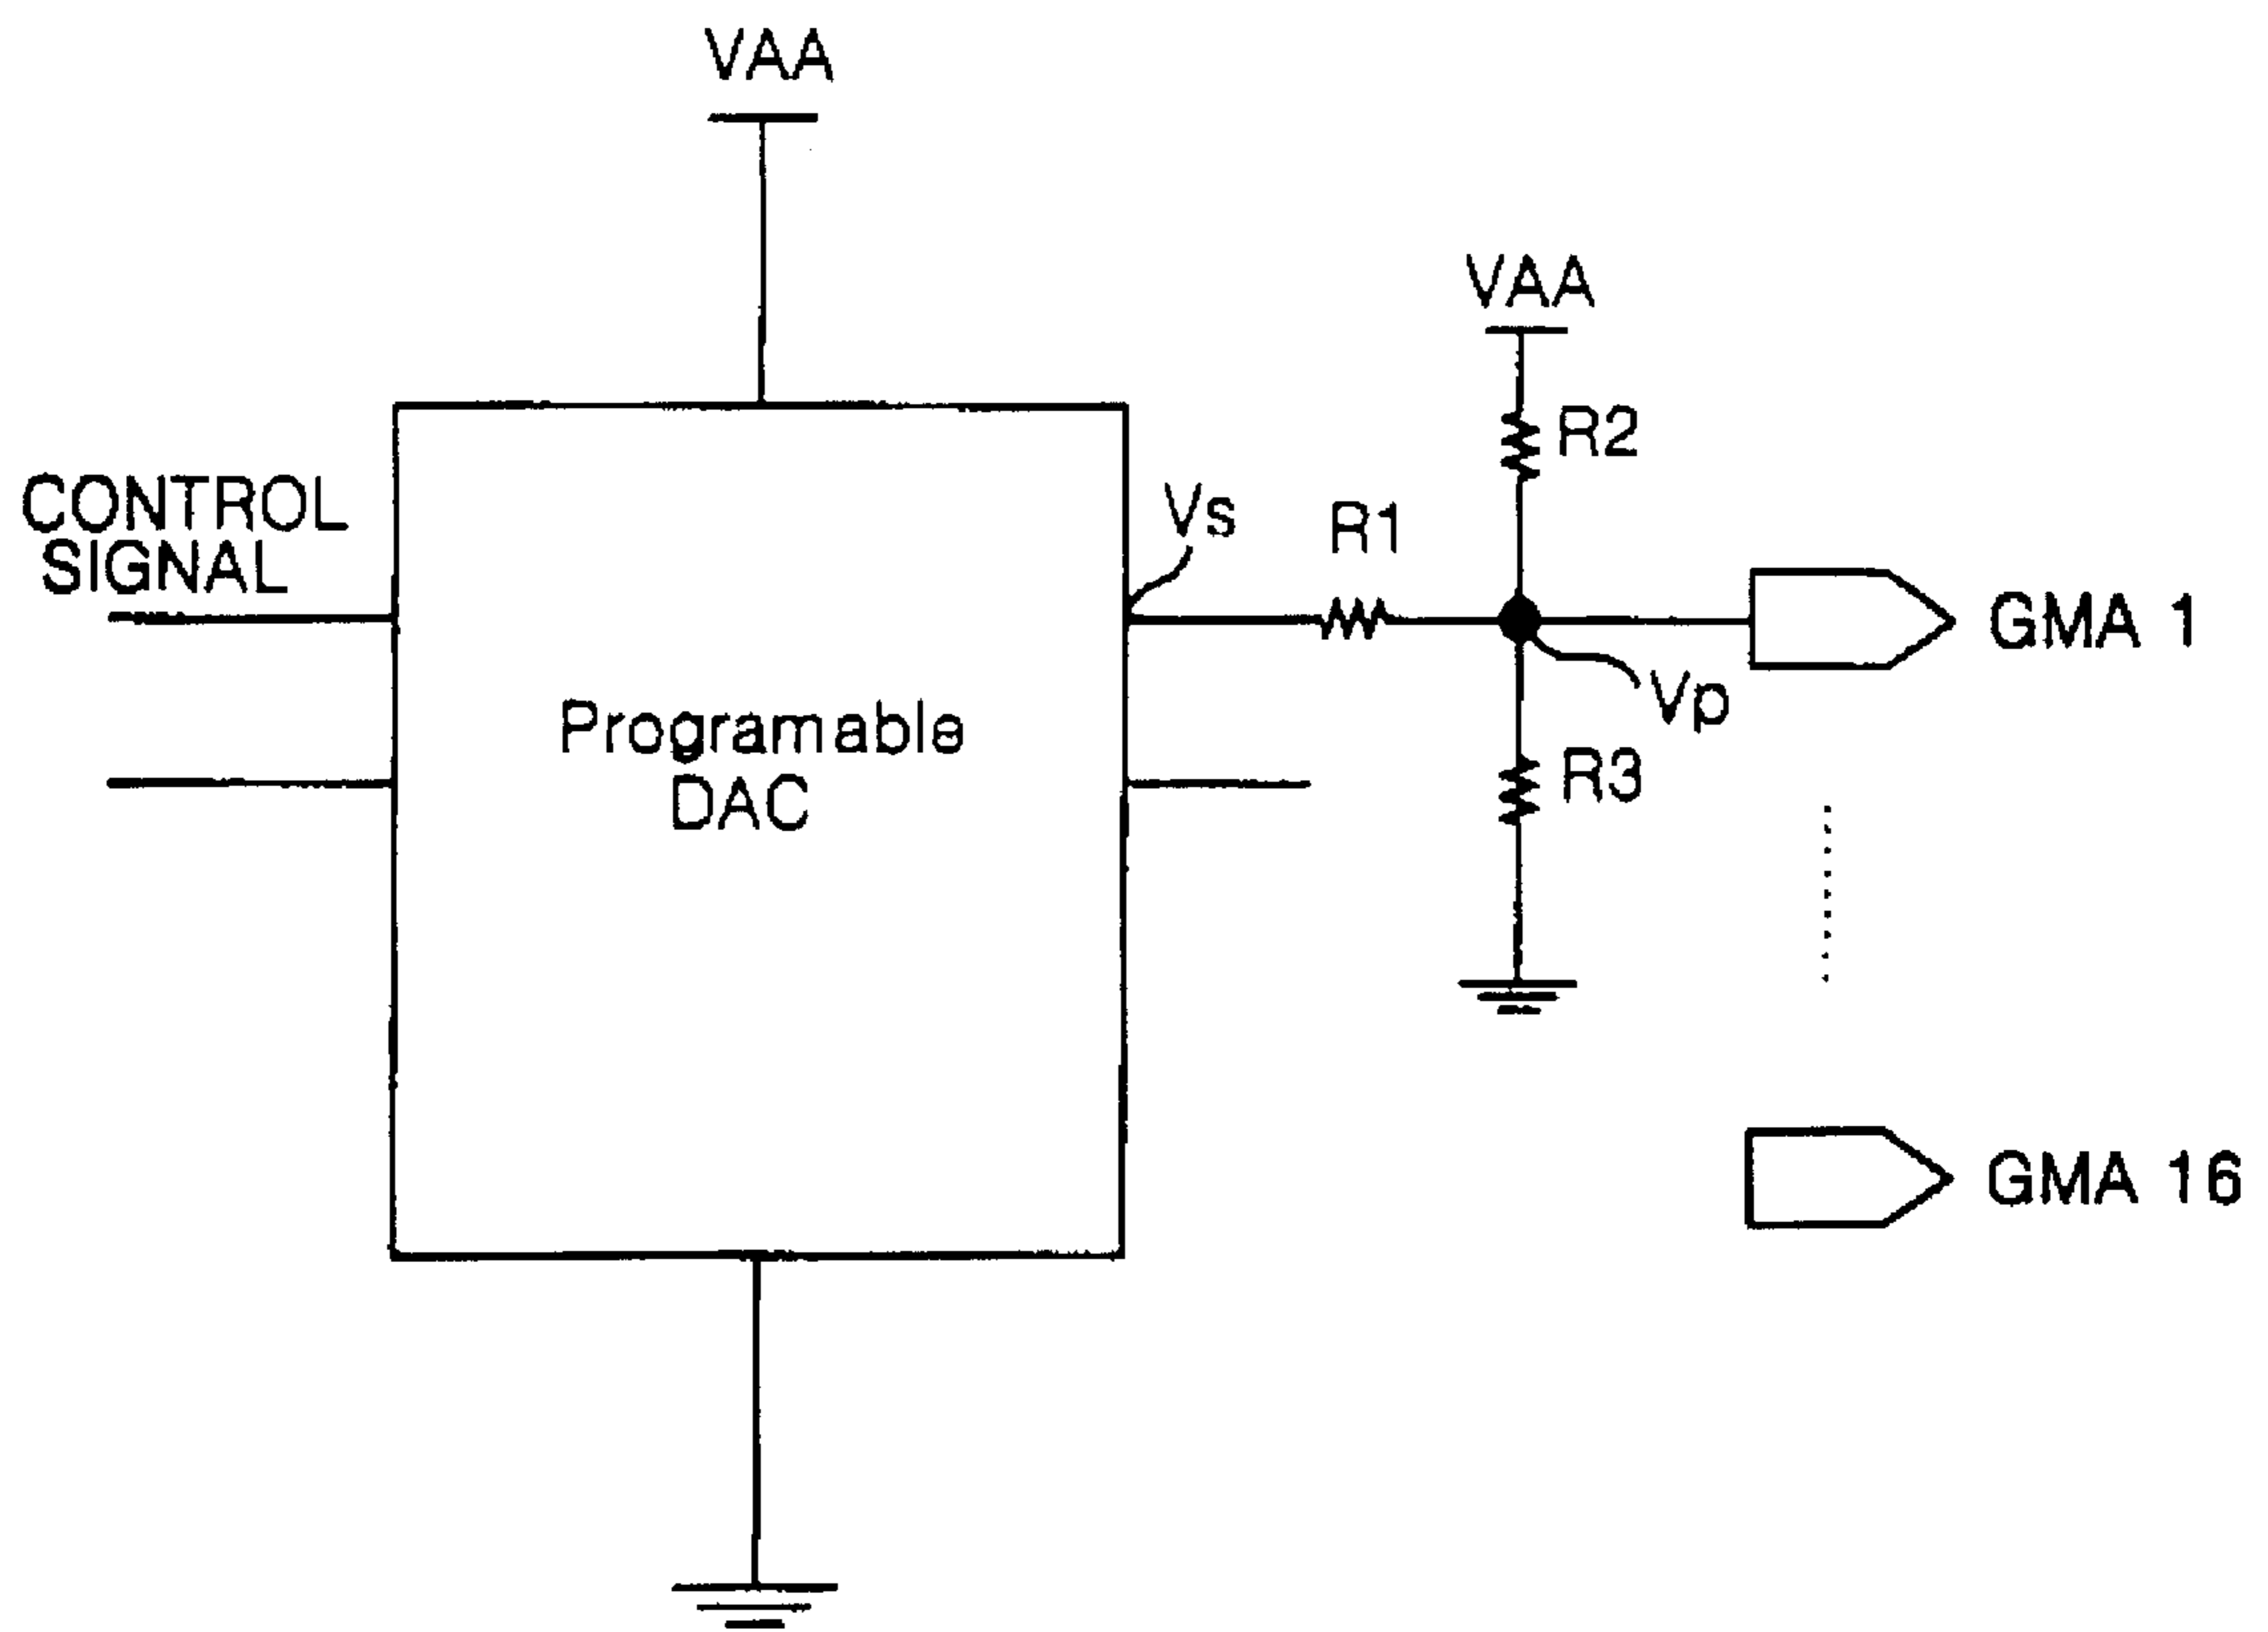 VAA
VAA
R2
CONTROL
SIGNAL
Vs
R1
GMA 1
Vp
Programable
DAC
R3
GMA 16